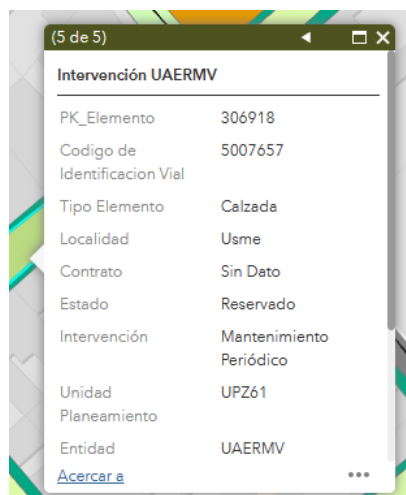 (5 de 5)
Intervención UAERMV
PK_Elemento 306918
Codigo de 5007657
Identificacion Vial
Tipo Elemento Calzada
Localidad Usme
Contrato Sin Dato
Estado Reservado
Intervención Mantenimiento
Periódico
Unidad UPZ61
Planeamiento
Entidad UAERMV
Acercar a